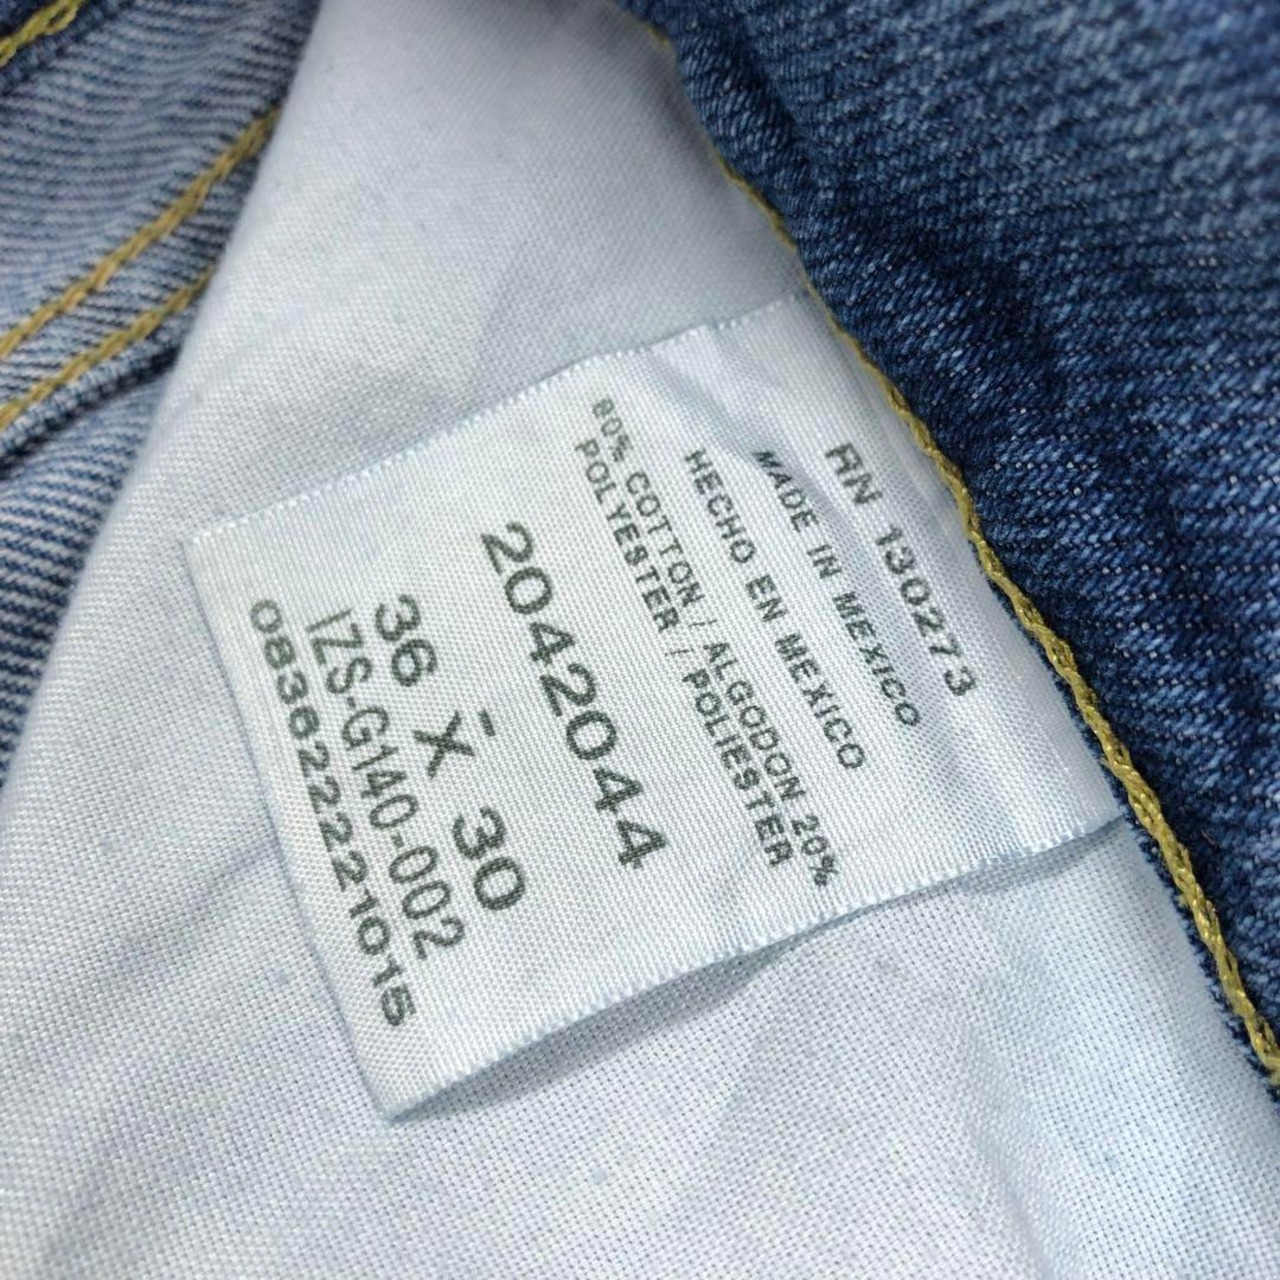 RN 130273
MADE IN MEXICO
HECHO EN MEXICO
80% COTTON / ALGODON 20%
POLYESTER / POLIESTER
2042044
36 X 30
IZS-G140-002
083622221015